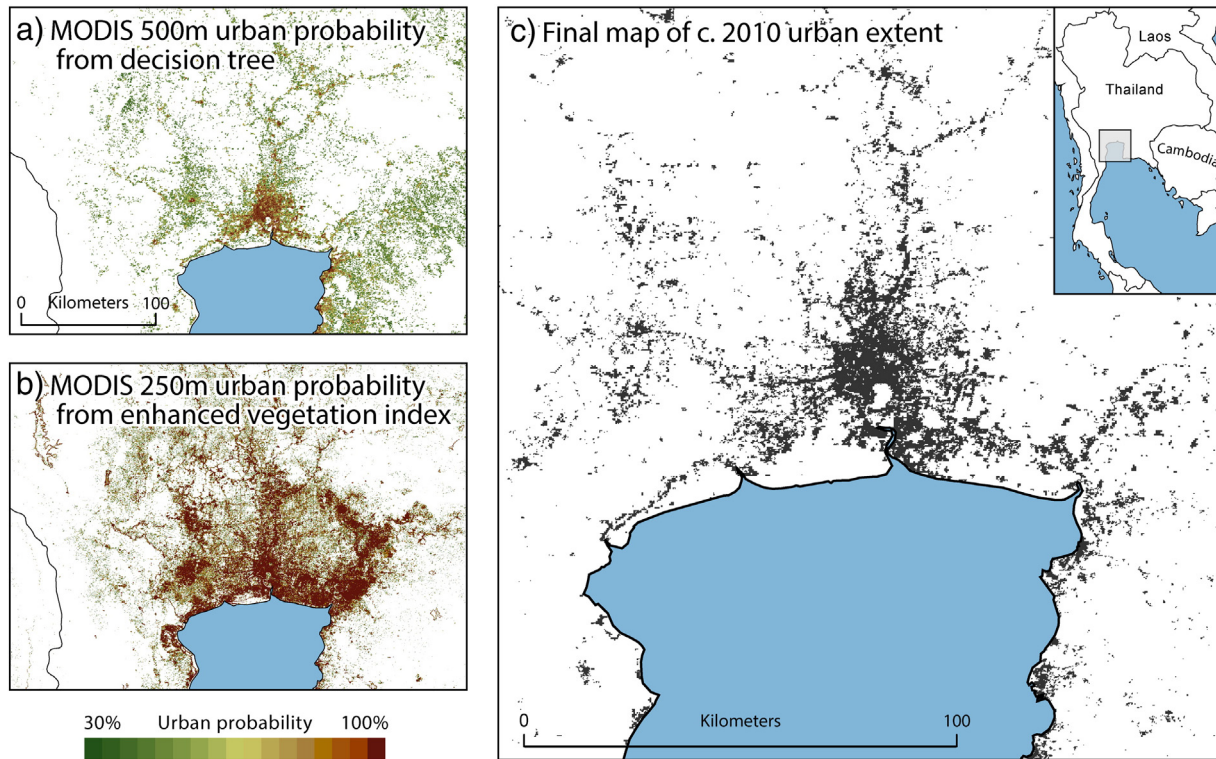 a) MODIS 500m urban probability
from decision tree
0 Kilometers 100
b) MODIS 250m urban probability
from enhanced vegetation index
30% Urban probability 100%
c) Final map of c. 2010 urban extent
Laos
Thailand
Cambodia
0 Kilometers 100